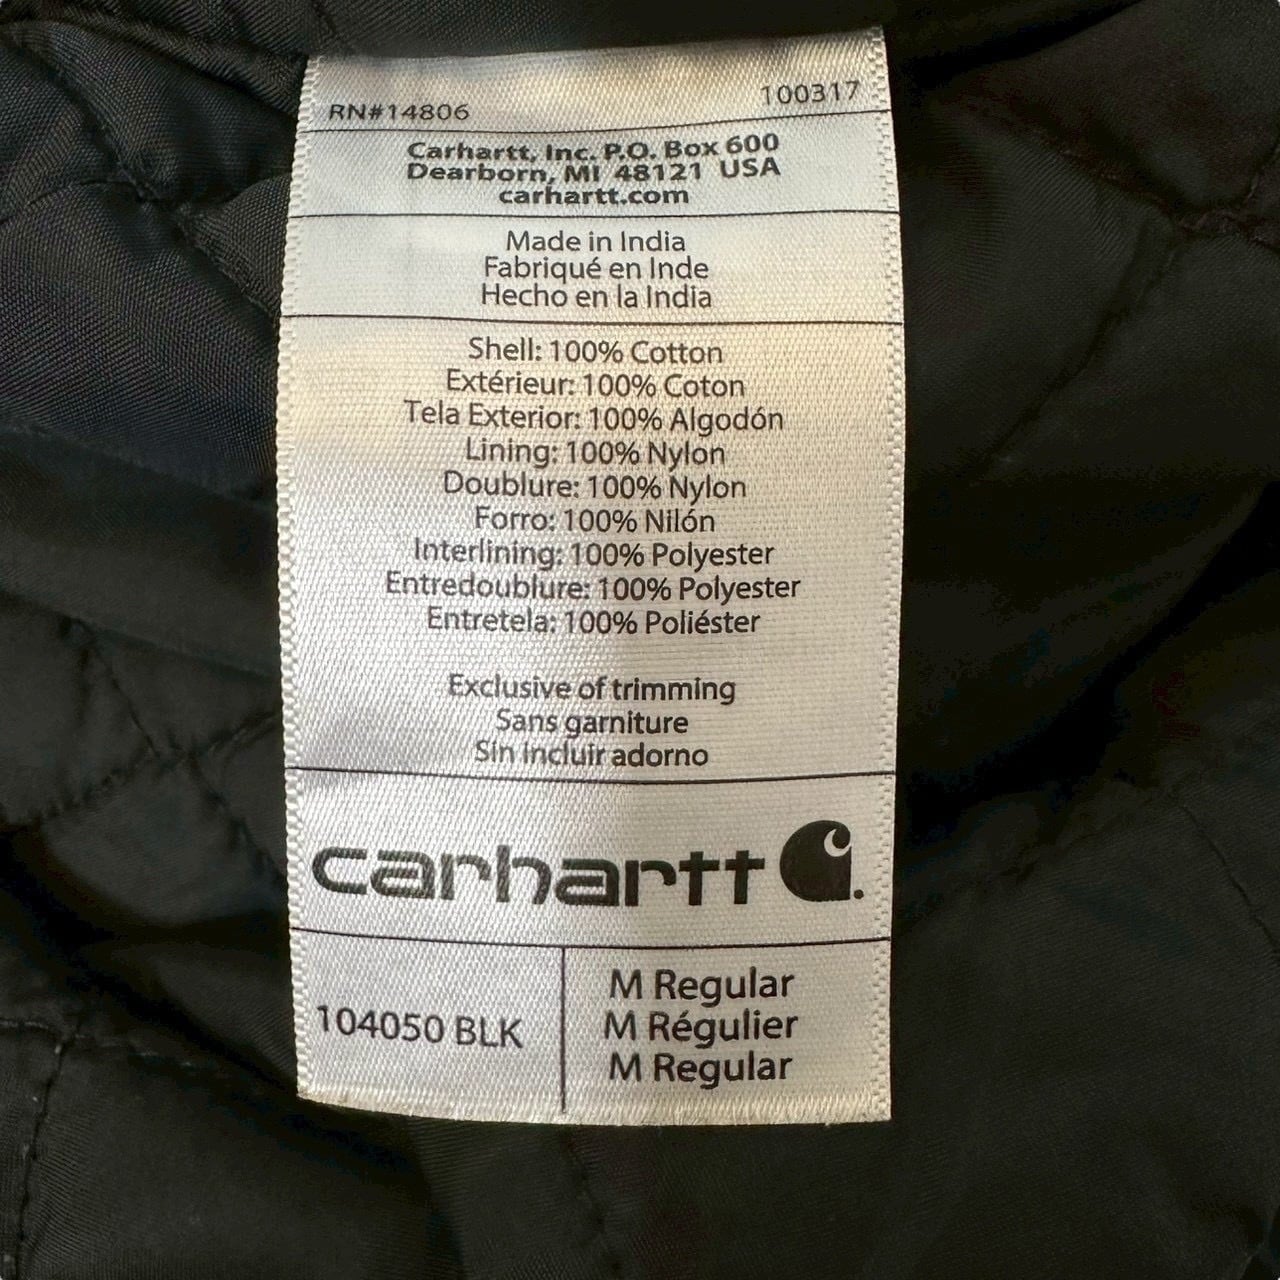 RN#14806 100317
Carhartt, Inc. P.O. Box 600
Dearborn, MI 48121 USA
carhartt.com
Made in India
Fabriqué en Inde
Hecho en la India
Shell: 100% Cotton
Extérieur: 100% Coton
Tela Exterior: 100% Algodón
Lining: 100% Nylon
Doublure: 100% Nylon
Forro: 100% Nilón
Interlining: 100% Polyester
Entredoublure: 100% Polyester
Entretela: 100% Poliéster
Exclusive of trimming
Sans garniture
Sin incluir adorno
carhartt
104050 BLK
M Regular
M Régulier
M Regular